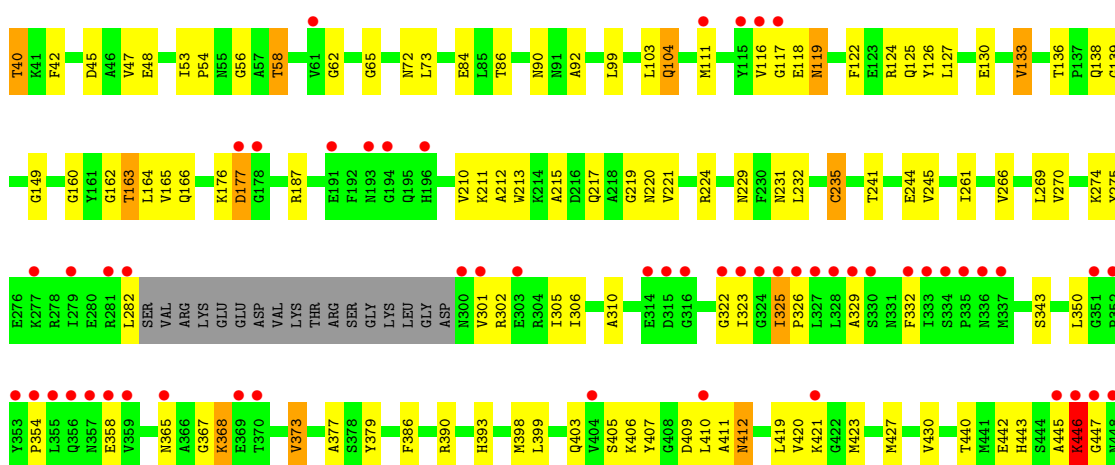 T40 K41 F42 D45 A46 V47 E48 I53 P54 N55 G56 A57 T58 V61 G62 G65 N72 L73 E84 L85 T86 N90 N91 A92 L99 L103 Q104 M111 Y115 V116 G117 E118 N119 F122 E123 R124 Q125 Y126 L127 E130 V133 T136 P137 Q138 G139
G149 G160 Y161 G162 T163 L164 V165 Q166 K176 D177 G178 R187 E191 F192 N193 G194 Q195 H196 V210 K211 A212 W213 K214 A215 D216 Q217 A218 G219 N220 V221 R224 N229 F230 N231 L232 C235 T241 E244 V245 I261 V266 L269 V270 K274 Y275
E276 K277 R278 I279 E280 R281 L282 SER VAL ARG LYS GLU GLU ASP VAL LYS THR ARG SER GLY LYS LEU GLY ASP N300 V301 R302 E303 R304 I305 I306 A310 E314 D315 G316 G322 I323 G324 I325 P326 L327 L328 A329 S330 N331 F332 I333 S334 P335 N336 M337 S343 L350 G351
Y353 P354 L355 Q356 N357 E358 V359 N365 A366 G367 K368 E369 T370 V373 A377 S378 Y379 F386 R390 H393 M398 L399 Q403 V404 S405 K406 Y407 G408 D409 L410 A411 N412 L419 V420 K421 G422 M423 M427 V430 T440 M441 E442 H443 S444 A445 K446 G447